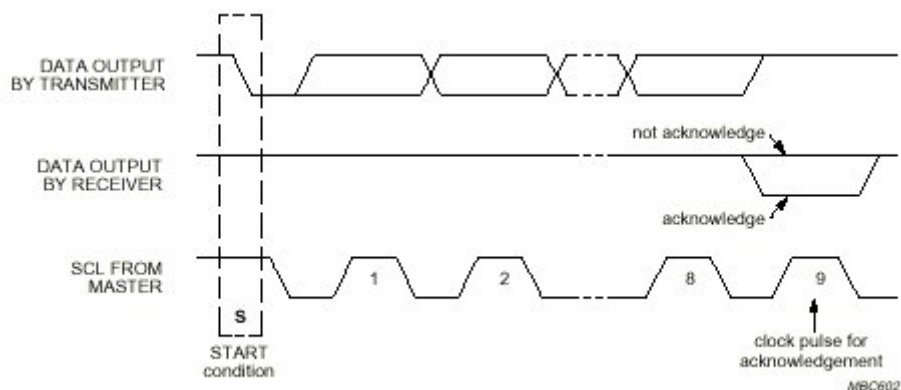 DATA OUTPUT
BY TRANSMITTER
not acknowledge
DATA OUTPUT
BY RECEIVER
acknowledge
SCL FROM
MASTER
1
2
8
9
S
START
condition
clock pulse for
acknowledgement
MBC602